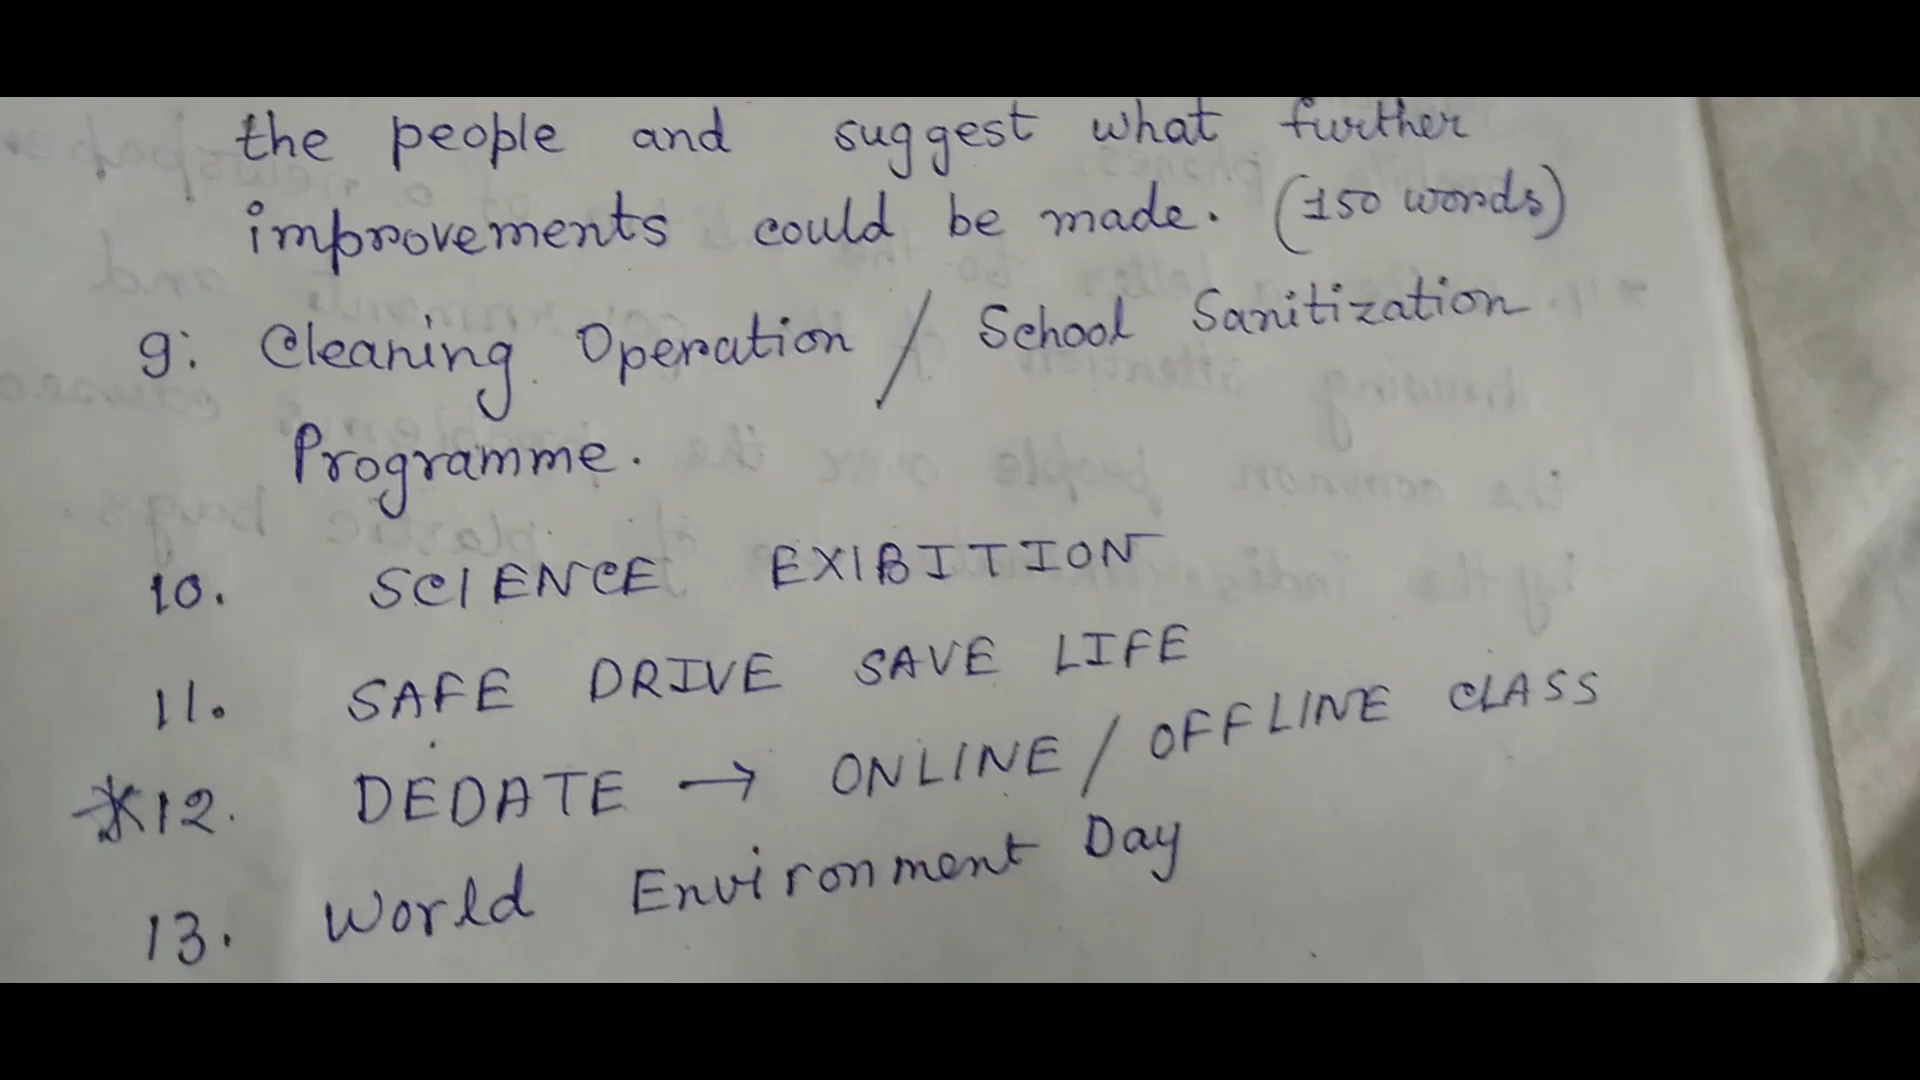 the people and suggest what further
improvements could be made. (150 words)
9: Cleaning Operation / School Sanitization
Programme.
10. SCIENCE EXIBITION
11. SAFE DRIVE SAVE LIFE
*12. DEDATE → ONLINE / OFFLINE CLASS
13. World Environment Day